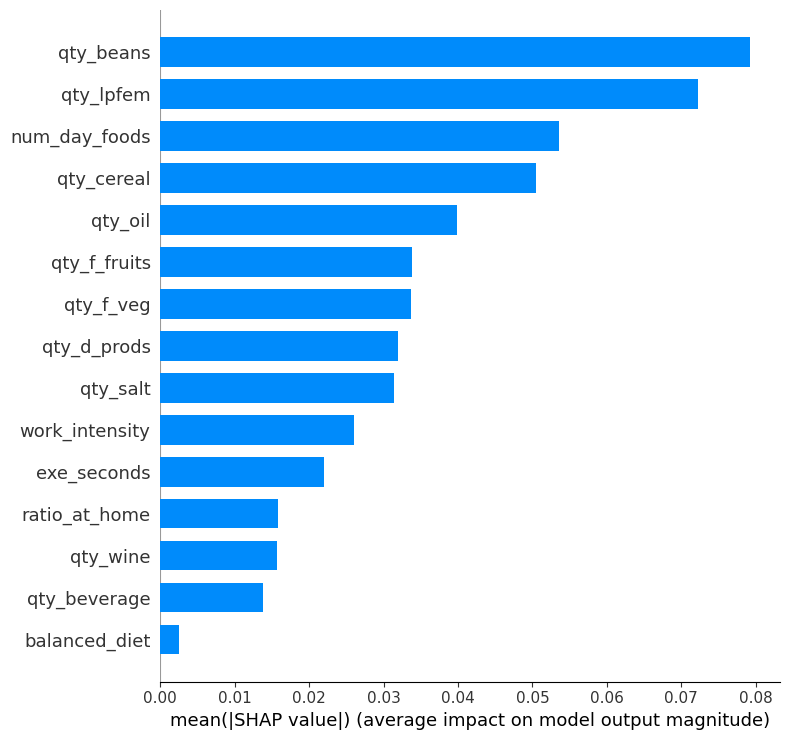 qty_beans
qty_lpfem
num_day_foods
qty_cereal
qty_oil
qty_f_fruits
qty_f_veg
qty_d_prods
qty_salt
work_intensity
exe_seconds
ratio_at_home
qty_wine
qty_beverage
balanced_diet
0.00 0.01 0.02 0.03 0.04 0.05 0.06 0.07 0.08
mean(|SHAP value|) (average impact on model output magnitude)